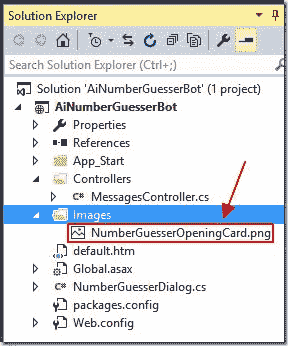 Solution Explorer
Search Solution Explorer (Ctrl+;)
Solution 'AiNumberGuesserBot' (1 project)
AiNumberGuesserBot
Properties
References
App_Start
Controllers
C# MessagesController.cs
Images
NumberGuesserOpeningCard.png
default.htm
Global.asax
C# NumberGuesserDialog.cs
packages.config
Web.config